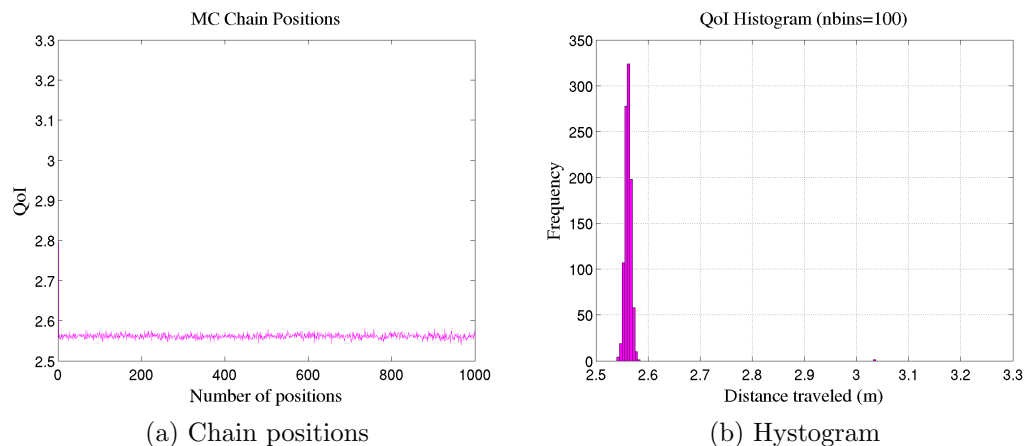 MC Chain Positions
3.3
3.2
3.1
3
2.9
2.8
2.7
2.6
2.5
QoI
0 200 400 600 800 1000
Number of positions
(a) Chain positions
QoI Histogram (nbins=100)
350
300
250
200
150
100
50
0
Frequency
2.5 2.6 2.7 2.8 2.9 3 3.1 3.2 3.3
Distance traveled (m)
(b) Hystogram